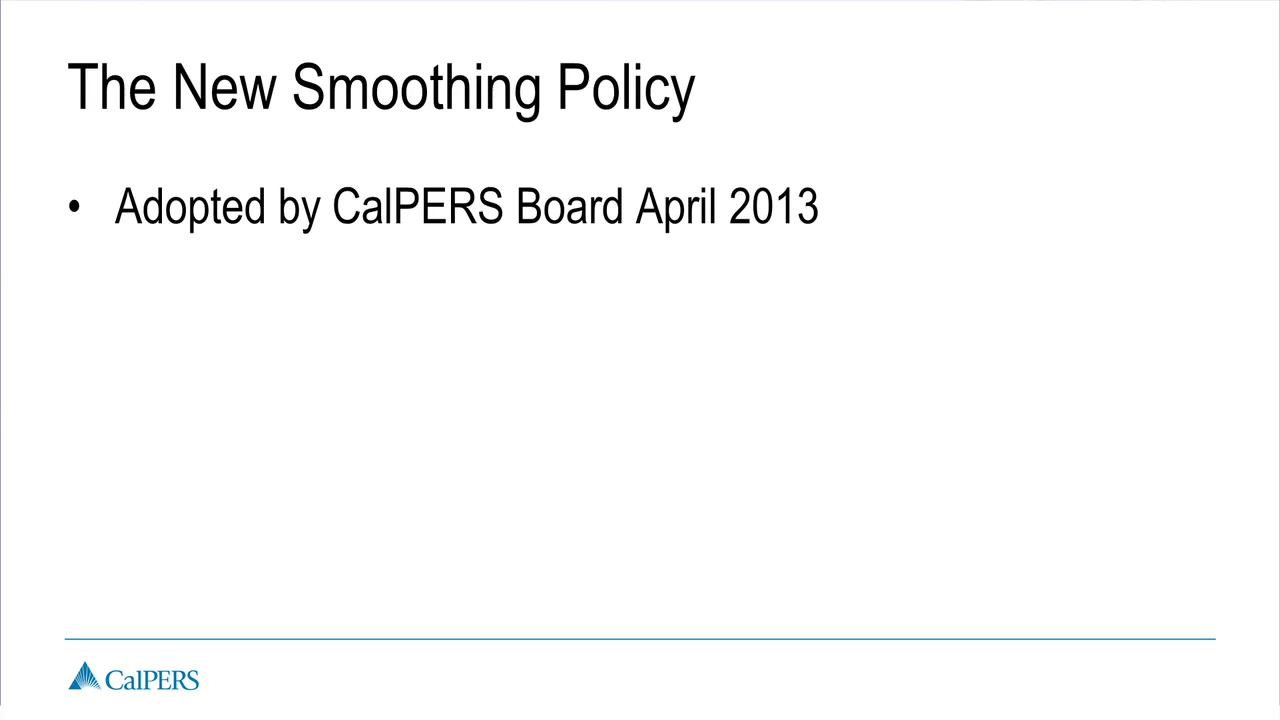 The New Smoothing Policy
• Adopted by CalPERS Board April 2013
CalPERS